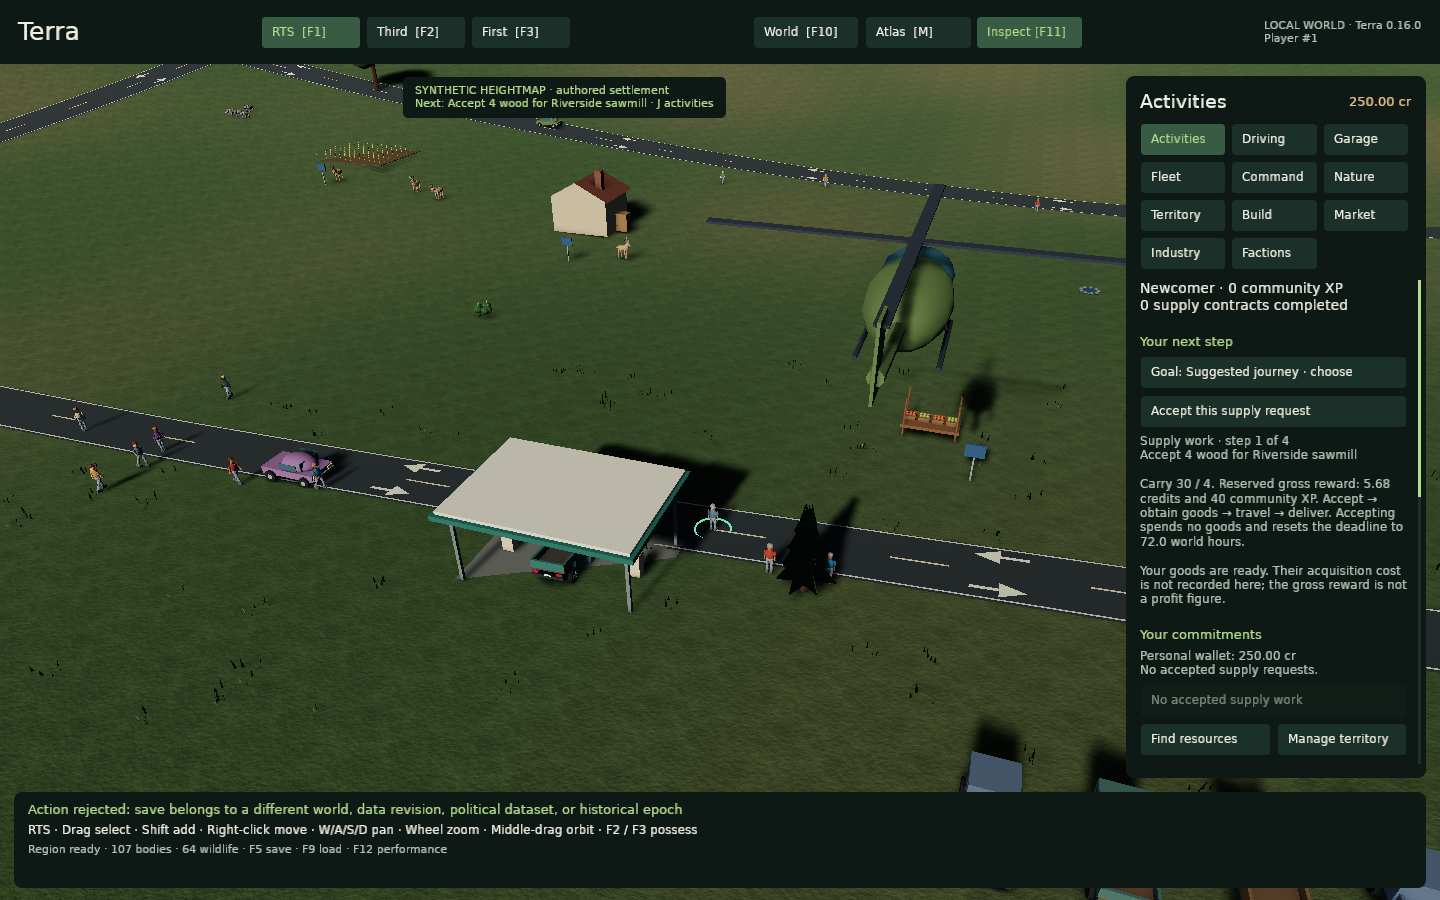 Terra
RTS [F1]
Third [F2]
First [F3]
World [F10]
Atlas [M]
Inspect [F11]
LOCAL WORLD · Terra 0.16.0
Player #1
SYNTHETIC HEIGHTMAP · authored settlement
Next: Accept 4 wood for Riverside sawmill · J activities
Activities
250.00 cr
Activities
Driving
Garage
Fleet
Command
Nature
Territory
Build
Market
Industry
Factions
Newcomer · 0 community XP
0 supply contracts completed
Your next step
Goal: Suggested journey · choose
Accept this supply request
Supply work · step 1 of 4
Accept 4 wood for Riverside sawmill
Carry 30 / 4. Reserved gross reward: 5.68
credits and 40 community XP. Accept →
obtain goods → travel → deliver. Accepting
spends no goods and resets the deadline to
72.0 world hours.
Your goods are ready. Their acquisition cost
is not recorded here; the gross reward is not
a profit figure.
Your commitments
Personal wallet: 250.00 cr
No accepted supply requests.
No accepted supply work
Find resources
Manage territory
Action rejected: save belongs to a different world, data revision, political dataset, or historical epoch
RTS · Drag select · Shift add · Right-click move · W/A/S/D pan · Wheel zoom · Middle-drag orbit · F2 / F3 possess
Region ready · 107 bodies · 64 wildlife · F5 save · F9 load · F12 performance